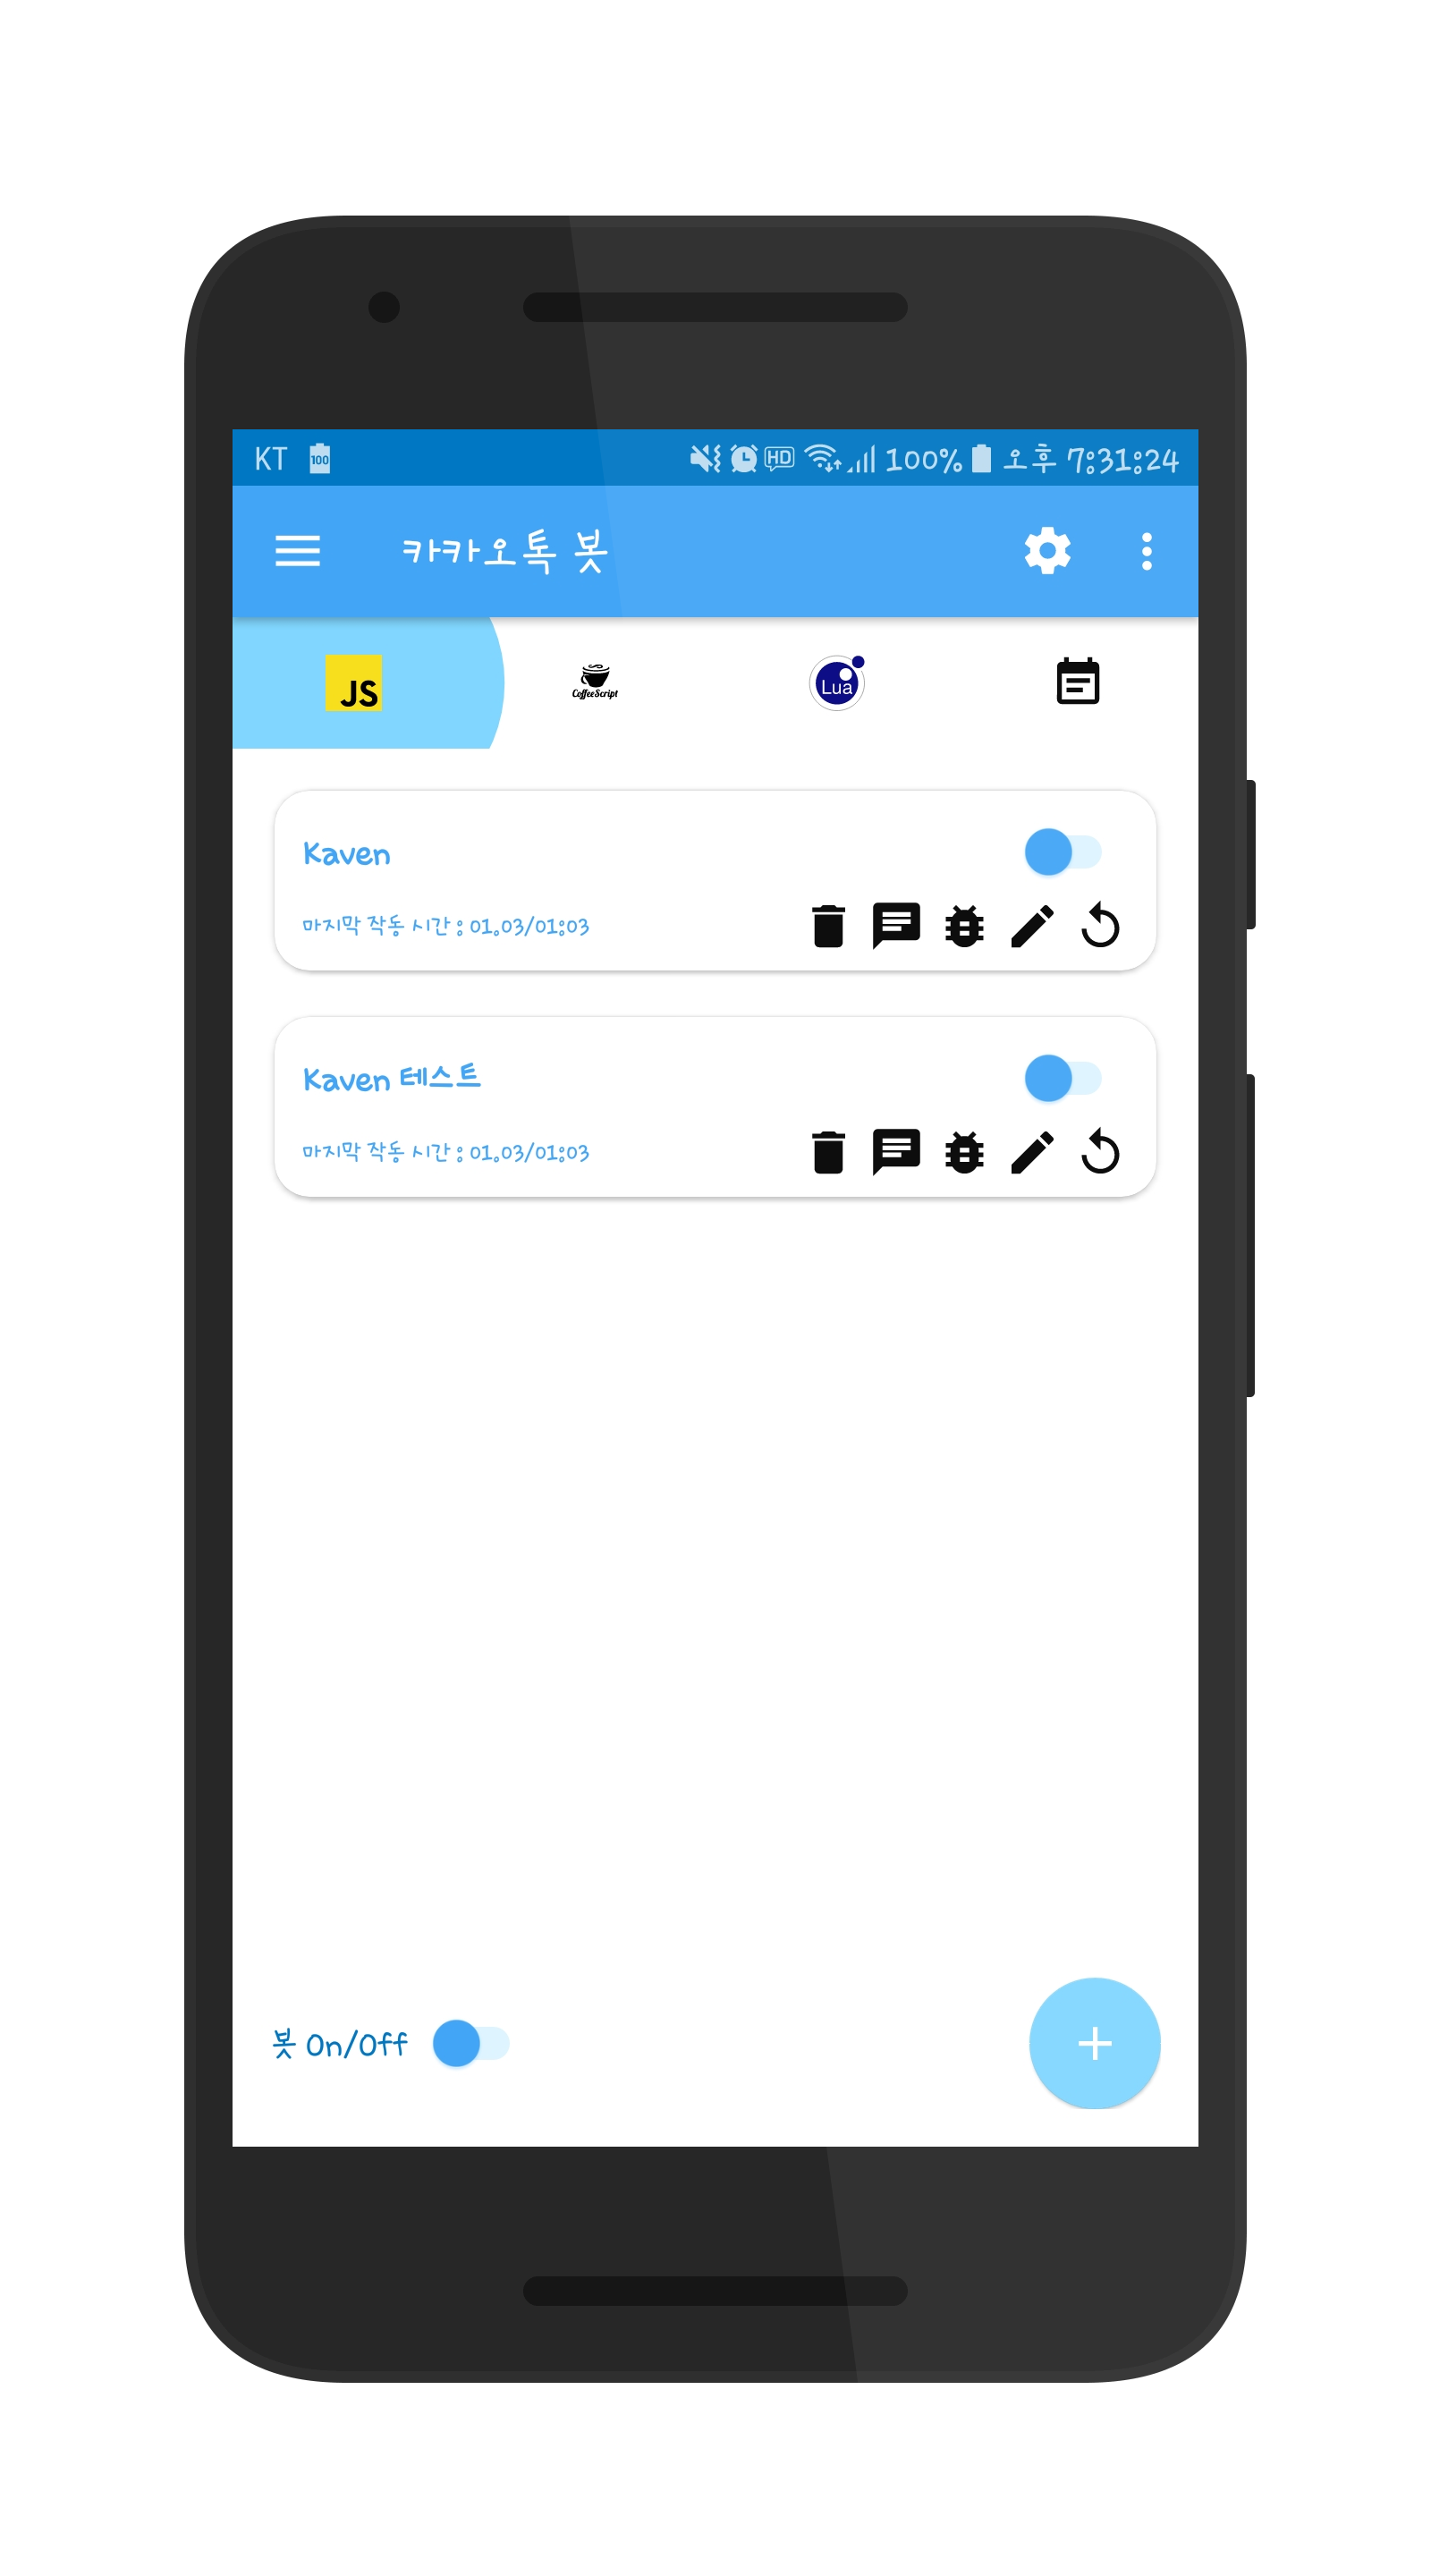 KT 100 HD 100% 오후 7:31:24
카카오톡 봇
JS CoffeeScript Lua
Kaven
마지막 작동 시간 : 01.03/01:03
Kaven 테스트
마지막 작동 시간 : 01.03/01:03
봇 On/Off